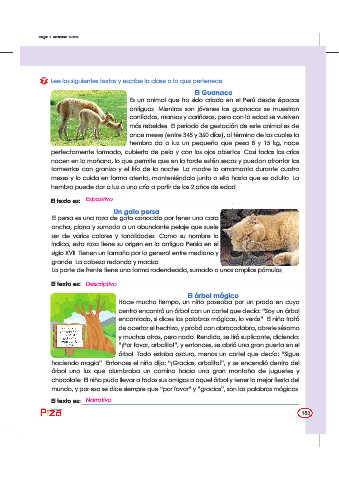 7 Lee los siguientes textos y escribe la clase a la que pertenece.
El Guanaco
Es un animal que ha sido criado en el Perú desde épocas
antiguas. Mientras son jóvenes los guanacos se muestran
confiados, mansos y cariñosos, pero con la edad se vuelven
más rebeldes. El período de gestación de este animal es de
once meses (entre 345 y 360 días), al término de los cuales la
hembra da a luz un pequeño que pesa 8 y 15 kg, nace
perfectamente formado, cubierto de pelo y con los ojos abiertos. Casi todas las crías
nacen en la mañana, lo que permite que en la tarde estén secas y puedan afrontar las
tormentas con granizo y el frío de la noche. La madre lo amamanta durante cuatro
meses y lo cuida en forma atenta, manteniéndolo junto a ella hasta que es adulto. La
hembra puede dar a luz a una cría a partir de los 2 años de edad.
El texto es: Expositivo
Un gato persa
El persa es una raza de gato conocida por tener una cara
ancha, plana y sumado a un abundante pelaje que suele
ser de varios colores y tonalidades. Como su nombre lo
indica, esta raza tiene su origen en la antigua Persia en el
siglo XVII. Tienen un tamaño por lo general entre mediano y
grande. La cabeza redonda y maciza.
La parte de frente tiene una forma redondeada, sumado a unos amplios pómulos.
El texto es: Descriptivo
El árbol mágico
Hace mucho tiempo, un niño paseaba por un prado en cuyo
centro encontró un árbol con un cartel que decía: "Soy un árbol
encantado, si dices las palabras mágicas, lo verás". El niño trató
de acertar el hechizo, y probó con abracadabra, ábrete sésamo
y muchas otras, pero nada. Rendido, se tiró suplicante, diciendo:
"¡Por favor, arbolito!", y entonces, se abrió una gran puerta en el
árbol. Todo estaba oscuro, menos un cartel que decía: "Sigue
haciendo magia". Entonces el niño dijo: "¡Gracias, arbolito!", y se encendió dentro del
árbol una luz que alumbraba un camino hacia una gran montaña de juguetes y
chocolate. El niño pudo llevar a todos sus amigos a aquel árbol y tener la mejor fiesta del
mundo, y por eso se dice siempre que "por favor" y "gracias", son las palabras mágicas.
El texto es: Narrativo
183